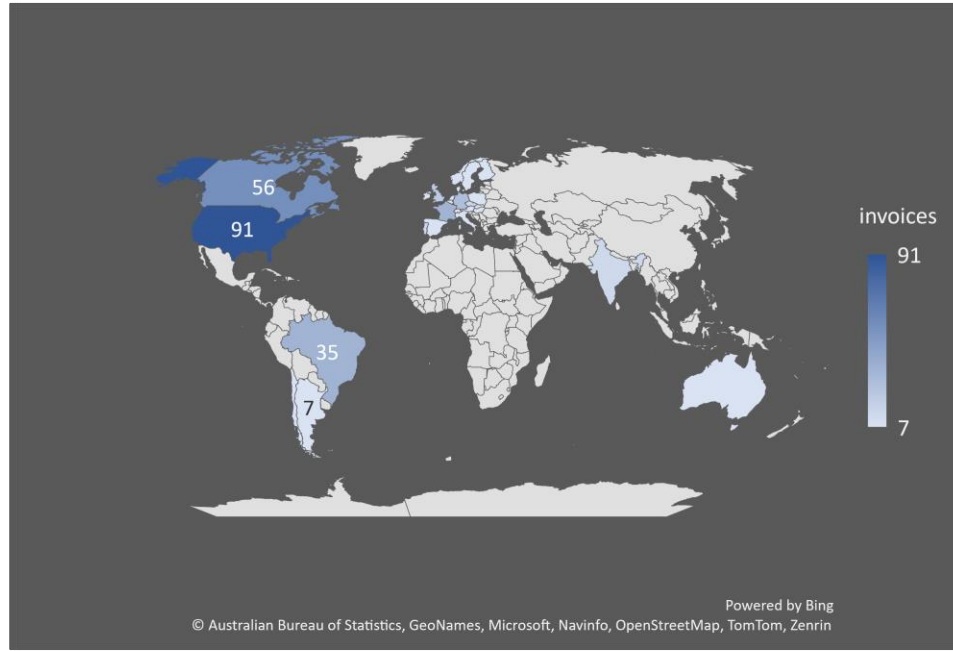 56
91
35
7
invoices
91
7
Powered by Bing
© Australian Bureau of Statistics, GeoNames, Microsoft, Navinfo, OpenStreetMap, TomTom, Zenrin